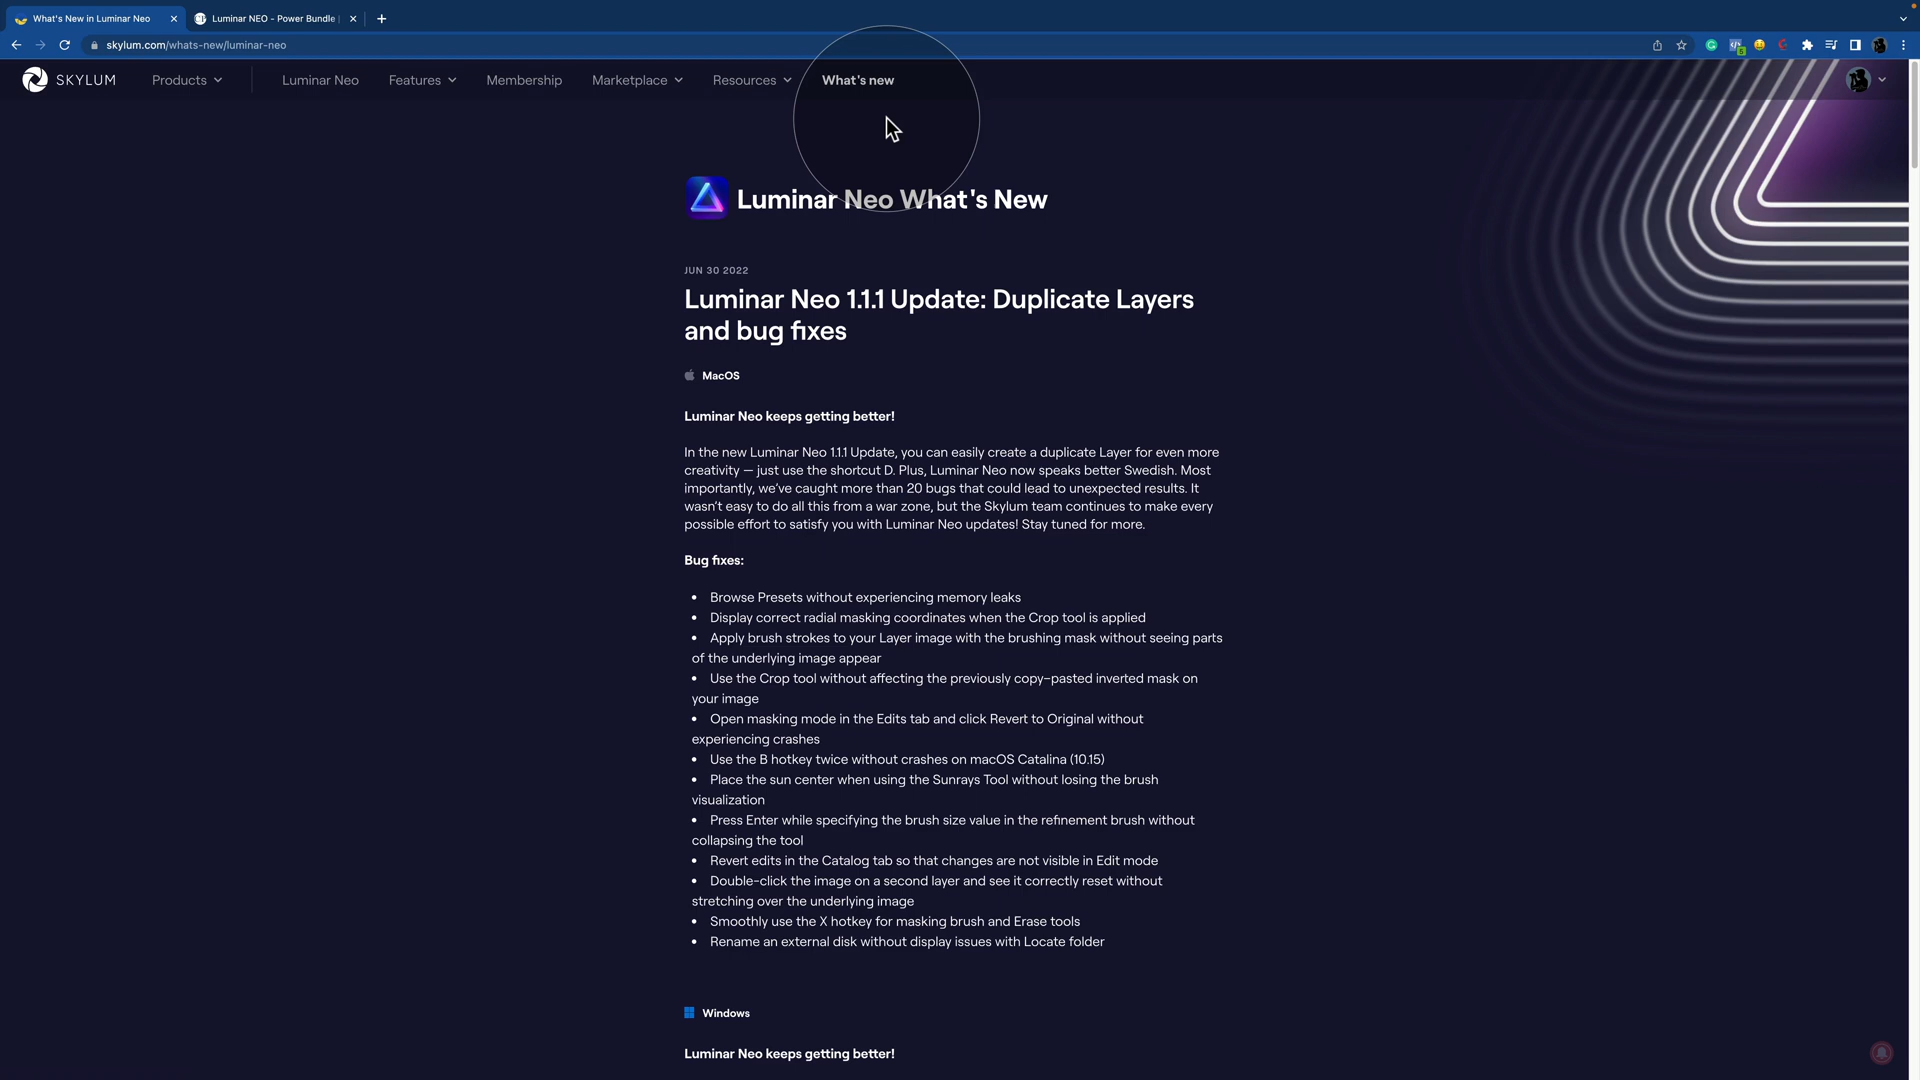 What's New in Luminar Neo
Luminar NEO - Power Bundle |
skylum.com/whats-new/luminar-neo
5
SKYLUM Products Luminar Neo Features Membership Marketplace Resources What's new
Luminar Neo What's New
JUN 30 2022
Luminar Neo 1.1.1 Update: Duplicate Layers
and bug fixes
MacOS
Luminar Neo keeps getting better!
In the new Luminar Neo 1.1.1 Update, you can easily create a duplicate Layer for even more
creativity — just use the shortcut D. Plus, Luminar Neo now speaks better Swedish. Most
importantly, we've caught more than 20 bugs that could lead to unexpected results. It
wasn't easy to do all this from a war zone, but the Skylum team continues to make every
possible effort to satisfy you with Luminar Neo updates! Stay tuned for more.
Bug fixes:
• Browse Presets without experiencing memory leaks
• Display correct radial masking coordinates when the Crop tool is applied
• Apply brush strokes to your Layer image with the brushing mask without seeing parts
of the underlying image appear
• Use the Crop tool without affecting the previously copy-pasted inverted mask on
your image
• Open masking mode in the Edits tab and click Revert to Original without
experiencing crashes
• Use the B hotkey twice without crashes on macOS Catalina (10.15)
• Place the sun center when using the Sunrays Tool without losing the brush
visualization
• Press Enter while specifying the brush size value in the refinement brush without
collapsing the tool
• Revert edits in the Catalog tab so that changes are not visible in Edit mode
• Double-click the image on a second layer and see it correctly reset without
stretching over the underlying image
• Smoothly use the X hotkey for masking brush and Erase tools
• Rename an external disk without display issues with Locate folder
Windows
Luminar Neo keeps getting better!